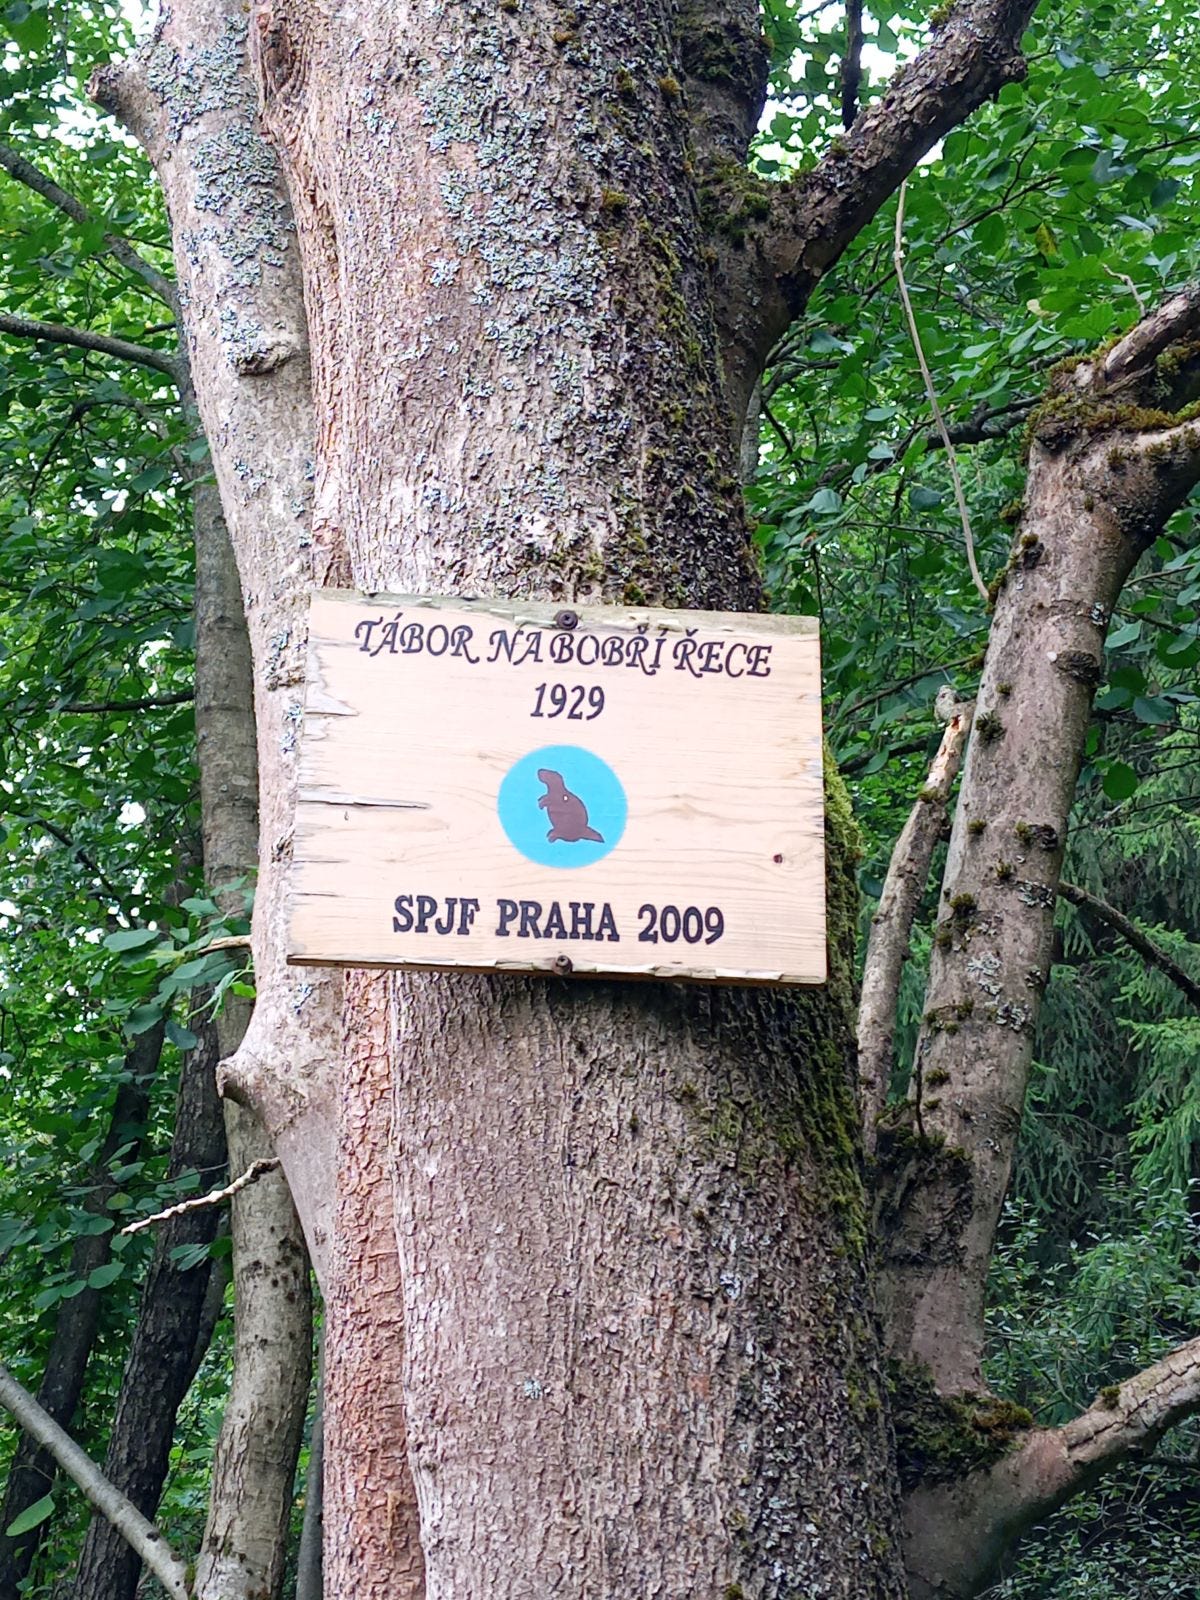 TÁBOR NA BOBŘÍ ŘECE
1929
SPJF PRAHA 2009